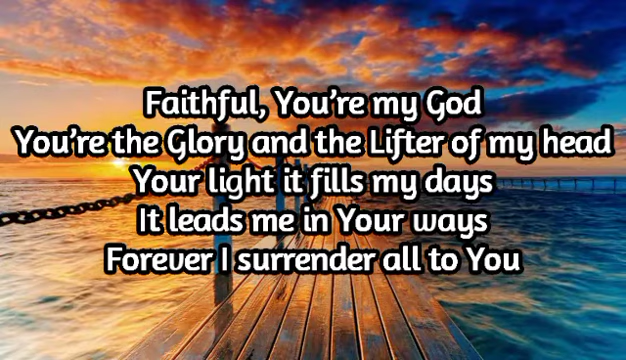 Faithful, You're my God
You're the Glory and the Lifter of my head
Your light it fills my days
It leads me in Your ways
Forever I surrender all to You